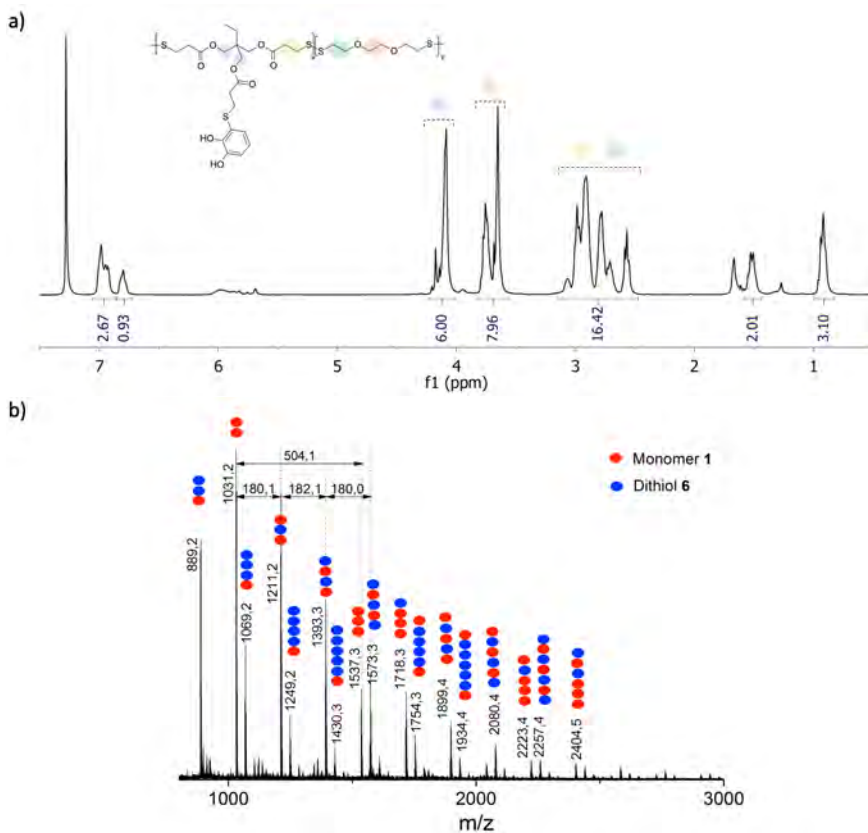 a)
O
O
O
O
O
O
S
S
S
S
O
O
S
HO
HO
2.67
0.93
6.00
7.96
16.42
2.01
3.10
7
6
5
4
3
2
1
f1 (ppm)
b)
Monomer 1
Dithiol 6
504,1
180,1
182,1
180,0
889,2
1031,2
1069,2
1211,2
1249,2
1393,3
1430,3
1537,3
1573,3
1718,3
1754,3
1899,4
1934,4
2080,4
2223,4
2257,4
2404,5
1000
2000
3000
m/z